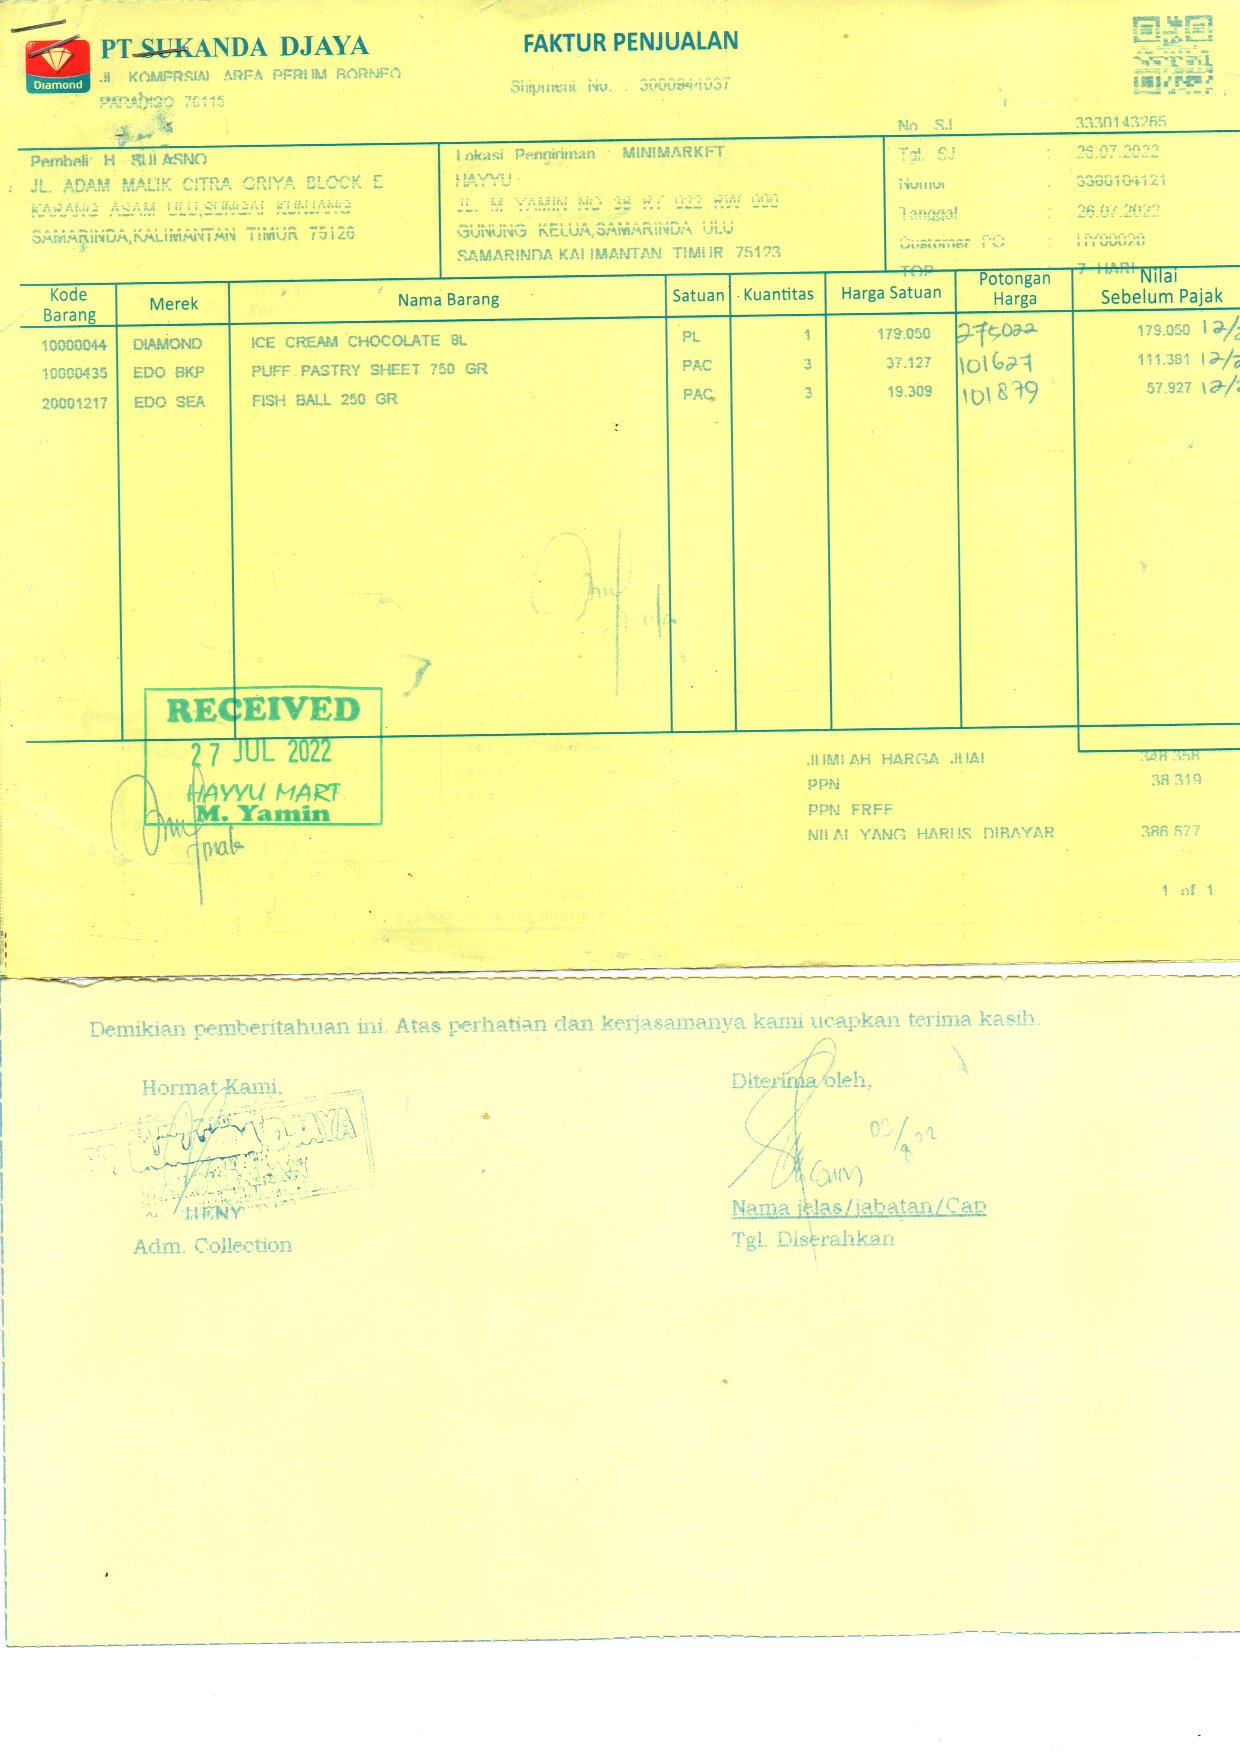 PT SUKANDA DJAYA
FAKTUR PENJUALAN
Diamond
JL. KOMERSIAL AREA PERUM BORNEO
PARADISO 76115
Shipment No. : 3000944637
No SJ 3330143265
Pembeli: H SULASNO
JL. ADAM MALIK CITRA GRIYA BLOCK E
KARANG ASAM ULU,SUNGAI KUNJANG
SAMARINDA,KALIMANTAN TIMUR 75126
Lokasi Pengiriman : MINIMARKET
HAYYU
JL. M. YAMIN NO 38 RT 022 RW 000
GUNUNG KELUA,SAMARINDA ULU
SAMARINDA KALIMANTAN TIMUR 75123
Tgl. SJ : 26.07.2022
Nomor 3360104121
Tanggal : 26.07.2022
Customer PO :
TOP : 7 HARI
Kode Barang Merek Nama Barang Satuan Kuantitas Harga Satuan Potongan Harga Nilai Sebelum Pajak
10000044 DIAMOND ICE CREAM CHOCOLATE 8L PL 1 179.050 275022 179.050 12/
10000435 EDO BKP PUFF PASTRY SHEET 750 GR PAC 3 37.127 101627 111.381 12/
20001217 EDO SEA FISH BALL 250 GR PAC 3 19.309 101879 57.927 12/
RECEIVED
27 JUL 2022
HAYYU MART
M. Yamin
JUMLAH HARGA JUAL 348.358
PPN 38.319
PPN FREE
NILAI YANG HARUS DIBAYAR 386.677
1 of 1
Demikian pemberitahuan ini. Atas perhatian dan kerjasamanya kami ucapkan terima kasih.
Hormat Kami,
Diterima oleh,
HENY
Adm. Collection
Nama jelas/jabatan/Cap
Tgl. Diserahkan